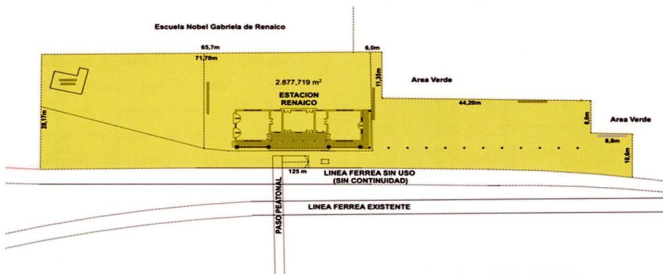 Escuela Nobel Gabriela de Renaico
65,7m
6,0m
71,70m
11,35m
Area Verde
2.877,719 m²
ESTACION
RENAICO
44,20m
6,0m
Area Verde
8,8m
10,6m
28,17m
125 m
LINEA FERREA SIN USO
(SIN CONTINUIDAD)
PASO PEATONAL
LINEA FERREA EXISTENTE